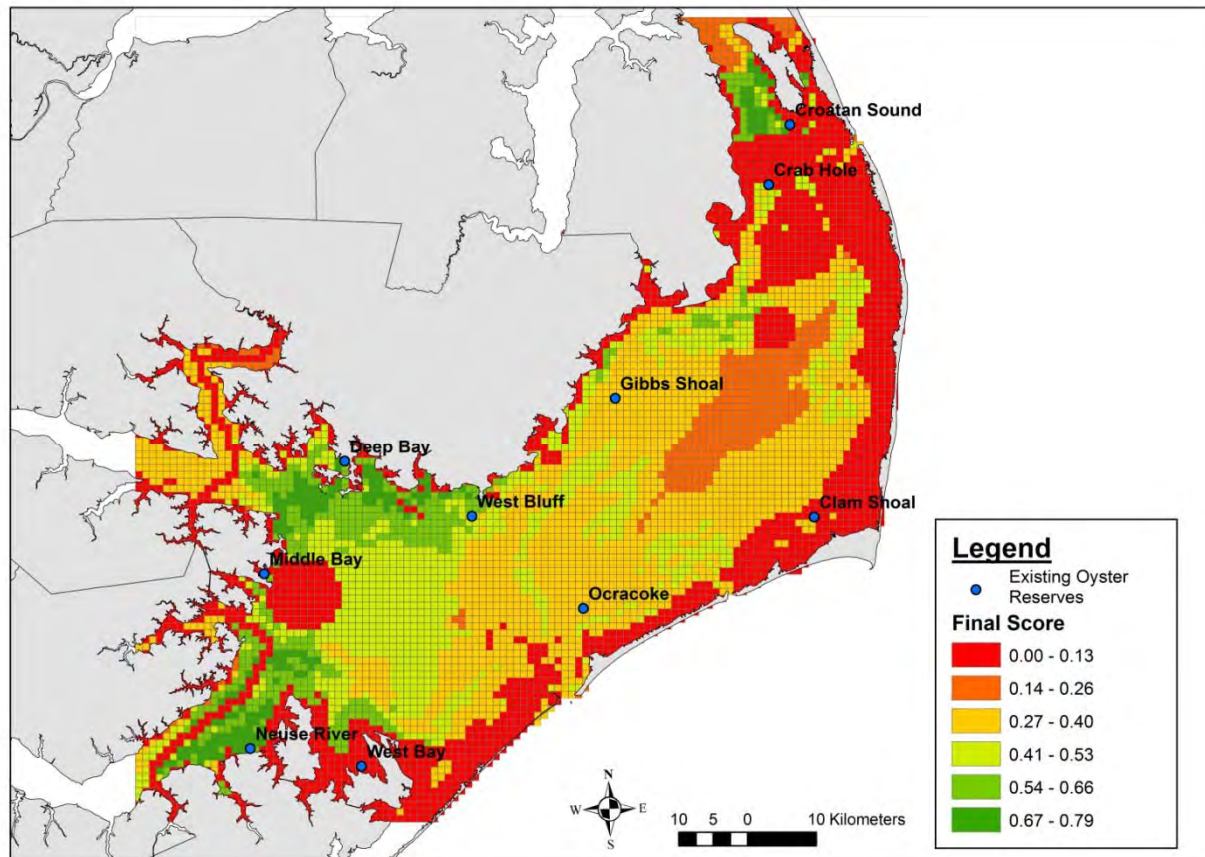 Croatan Sound
Crab Hole
Gibbs Shoal
Deep Bay
West Bluff
Clam Shoal
Middle Bay
Ocracoke
Neuse River
West Bay
N
W E
S
10 5 0 10 Kilometers
Legend
Existing Oyster
Reserves
Final Score
0.00 - 0.13
0.14 - 0.26
0.27 - 0.40
0.41 - 0.53
0.54 - 0.66
0.67 - 0.79